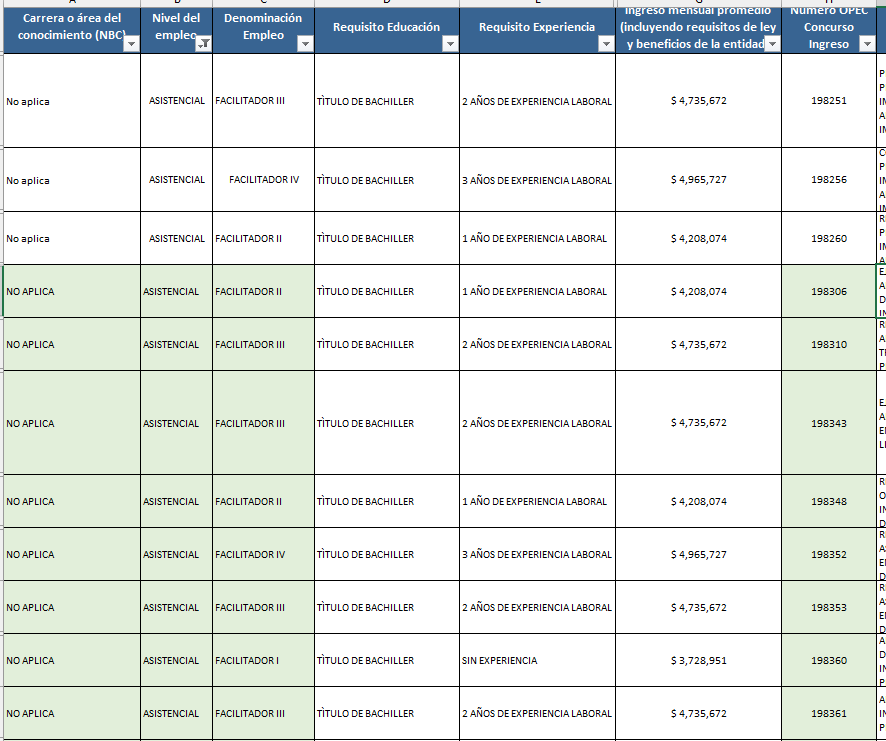 Carrera o área del conocimiento (NBC) Nivel del empleo Denominación Empleo Requisito Educación Requisito Experiencia Ingreso mensual promedio (incluyendo requisitos de ley y beneficios de la entidad Número OPEC Concurso Ingreso
No aplica ASISTENCIAL FACILITADOR III TÌTULO DE BACHILLER 2 AÑOS DE EXPERIENCIA LABORAL $ 4,735,672 198251
No aplica ASISTENCIAL FACILITADOR IV TÌTULO DE BACHILLER 3 AÑOS DE EXPERIENCIA LABORAL $ 4,965,727 198256
No aplica ASISTENCIAL FACILITADOR II TÌTULO DE BACHILLER 1 AÑO DE EXPERIENCIA LABORAL $ 4,208,074 198260
NO APLICA ASISTENCIAL FACILITADOR II TÌTULO DE BACHILLER 1 AÑO DE EXPERIENCIA LABORAL $ 4,208,074 198306
NO APLICA ASISTENCIAL FACILITADOR III TÌTULO DE BACHILLER 2 AÑOS DE EXPERIENCIA LABORAL $ 4,735,672 198310
NO APLICA ASISTENCIAL FACILITADOR III TÌTULO DE BACHILLER 2 AÑOS DE EXPERIENCIA LABORAL $ 4,735,672 198343
NO APLICA ASISTENCIAL FACILITADOR II TÌTULO DE BACHILLER 1 AÑO DE EXPERIENCIA LABORAL $ 4,208,074 198348
NO APLICA ASISTENCIAL FACILITADOR IV TÌTULO DE BACHILLER 3 AÑOS DE EXPERIENCIA LABORAL $ 4,965,727 198352
NO APLICA ASISTENCIAL FACILITADOR III TÌTULO DE BACHILLER 2 AÑOS DE EXPERIENCIA LABORAL $ 4,735,672 198353
NO APLICA ASISTENCIAL FACILITADOR I TÌTULO DE BACHILLER SIN EXPERIENCIA $ 3,728,951 198360
NO APLICA ASISTENCIAL FACILITADOR III TÌTULO DE BACHILLER 2 AÑOS DE EXPERIENCIA LABORAL $ 4,735,672 198361